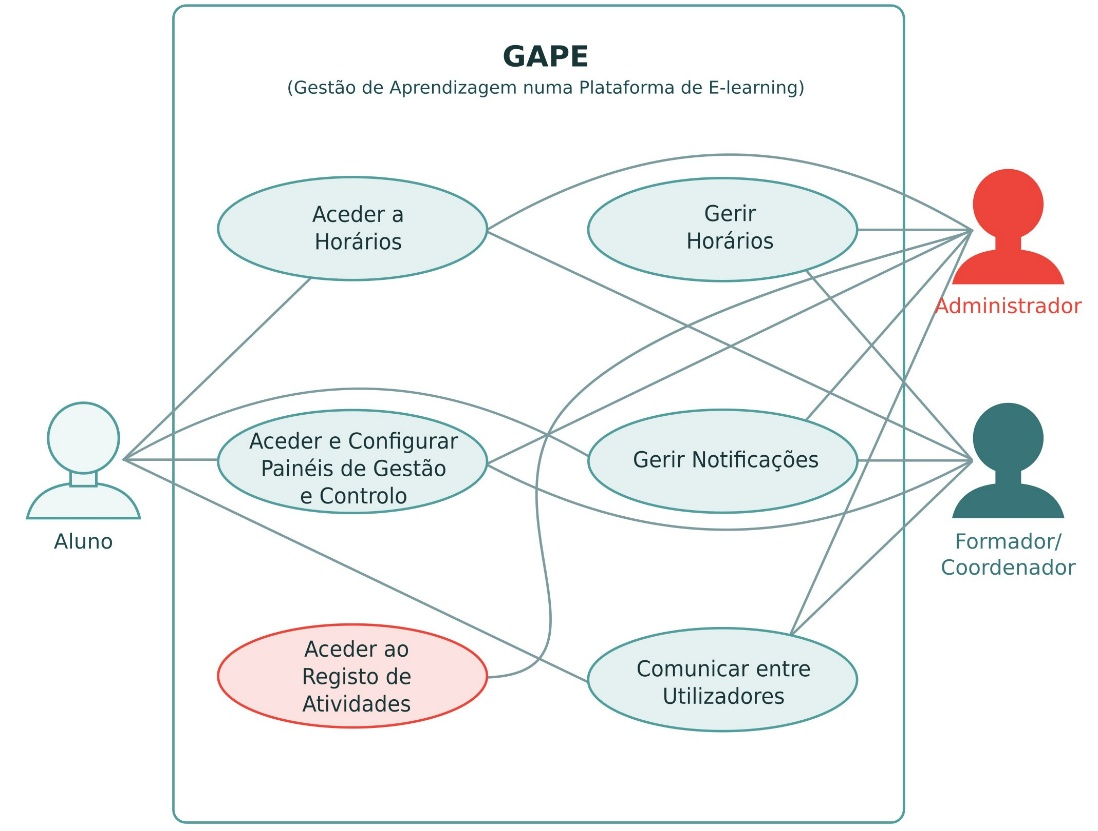 GAPE
(Gestão de Aprendizagem numa Plataforma de E-learning)
Aceder a
Horários
Gerir
Horários
Administrador
Aceder e Configurar
Painéis de Gestão
e Controlo
Gerir Notificações
Aluno
Formador/
Coordenador
Aceder ao
Registo de
Atividades
Comunicar entre
Utilizadores